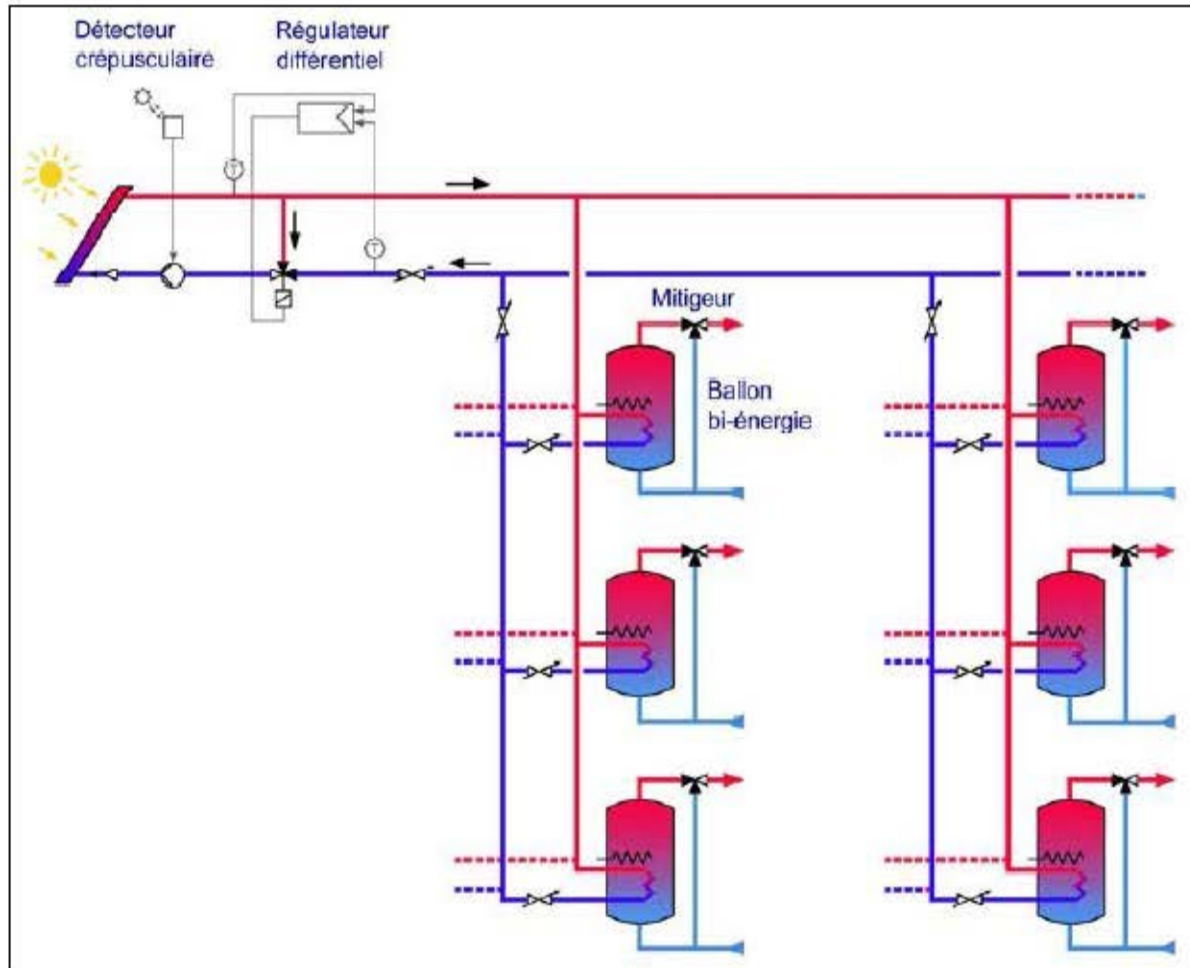 Détecteur
crépusculaire
Régulateur
différentiel
T
T
Mitigeur
Ballon
bi-énergie